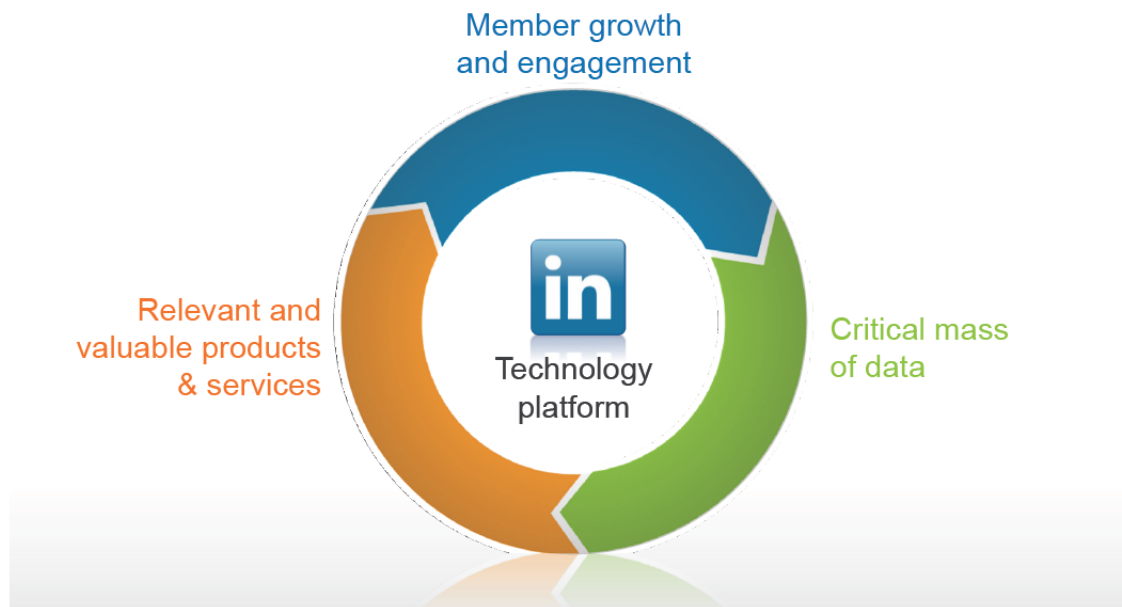 Member growth
and engagement
Relevant and
valuable products
& services
in
Technology
platform
Critical mass
of data